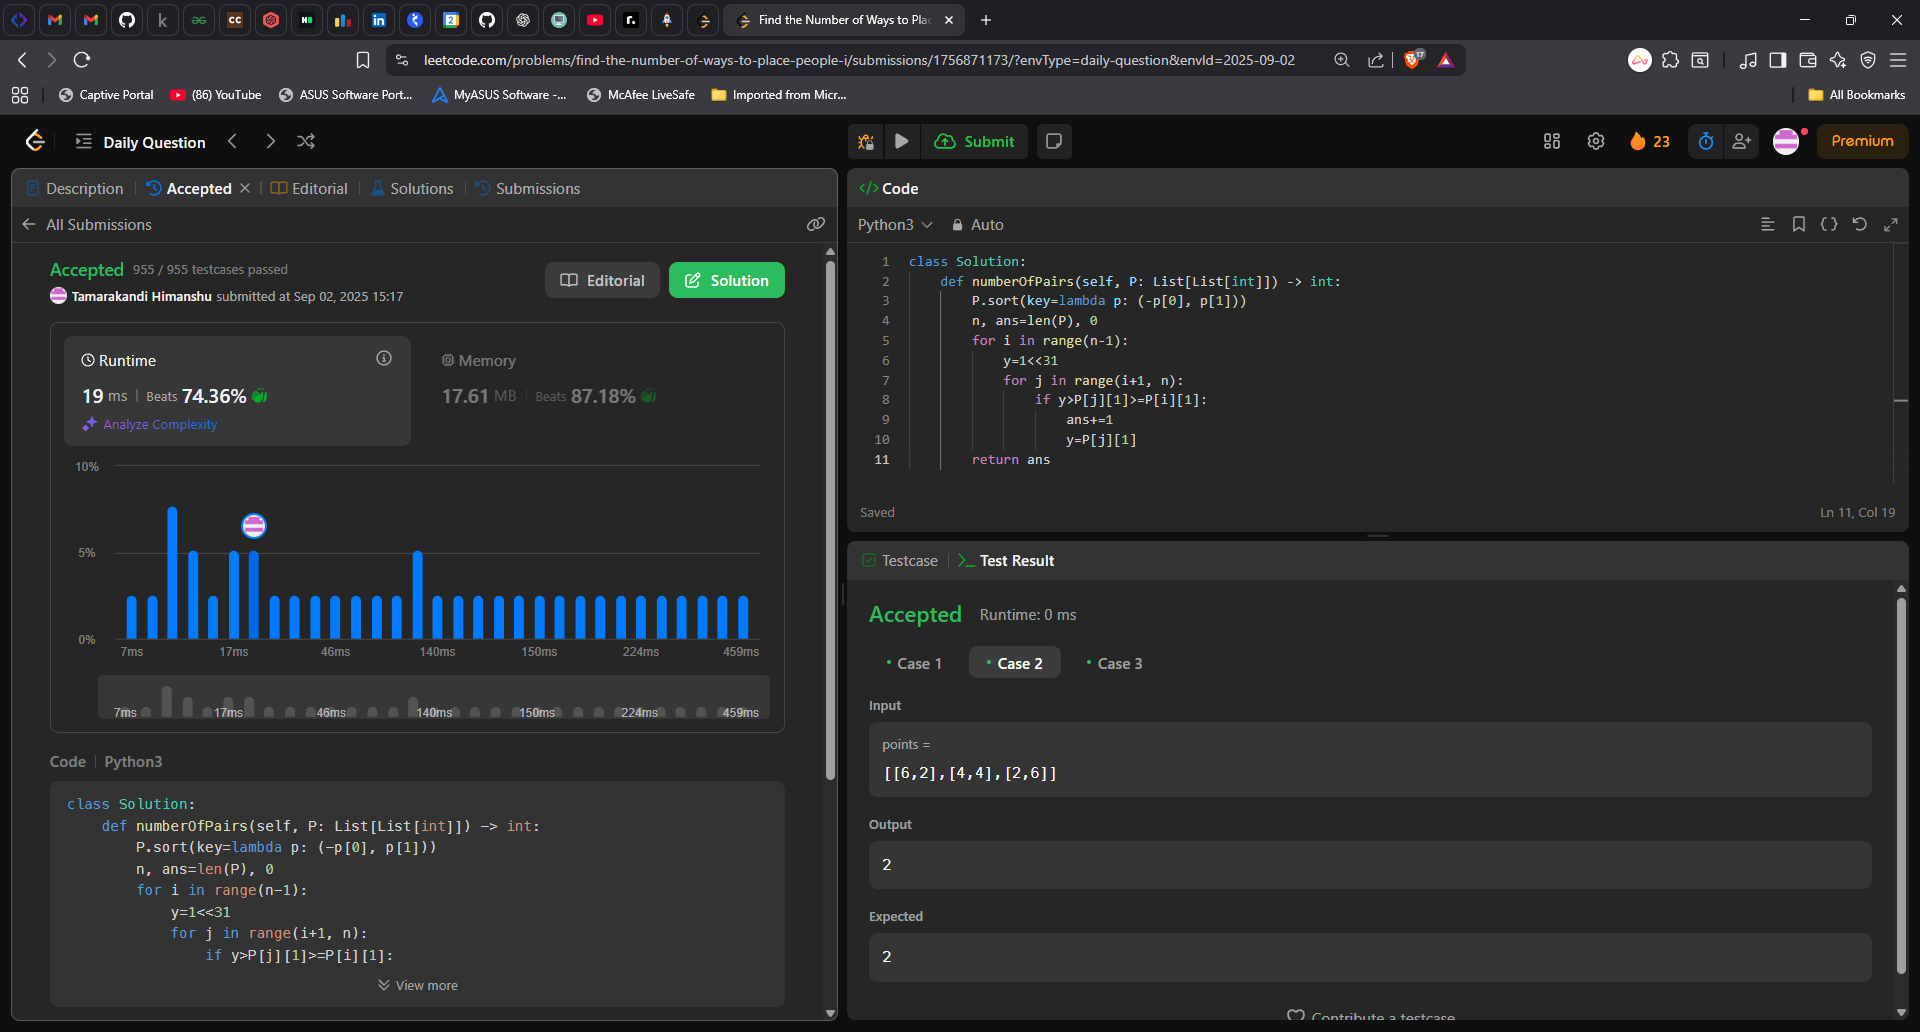 Find the Number of Ways to Pla
leetcode.com/problems/find-the-number-of-ways-to-place-people-i/submissions/1756871173/?envType=daily-question&envId=2025-09-02
17
Captive Portal
(86) YouTube
ASUS Software Port...
MyASUS Software -...
McAfee LiveSafe
Imported from Micr...
All Bookmarks
Daily Question
Submit
23
Premium
Description
Accepted
Editorial
Solutions
Submissions
All Submissions
Accepted 955 / 955 testcases passed
Tamarakandi Himanshu submitted at Sep 02, 2025 15:17
Editorial
Solution
Runtime
19 ms | Beats 74.36%
Analyze Complexity
Memory
17.61 MB | Beats 87.18%
10%
5%
0%
7ms 17ms 46ms 140ms 150ms 224ms 459ms
7ms 17ms 46ms 140ms 150ms 224ms 459ms
Code | Python3
class Solution:
    def numberOfPairs(self, P: List[List[int]]) -> int:
        P.sort(key=lambda p: (-p[0], p[1]))
        n, ans=len(P), 0
        for i in range(n-1):
            y=1<<31
            for j in range(i+1, n):
                if y>P[j][1]>=P[i][1]:
View more
</> Code
Python3
Auto
1 class Solution:
2     def numberOfPairs(self, P: List[List[int]]) -> int:
3         P.sort(key=lambda p: (-p[0], p[1]))
4         n, ans=len(P), 0
5         for i in range(n-1):
6             y=1<<31
7             for j in range(i+1, n):
8                 if y>P[j][1]>=P[i][1]:
9                     ans+=1
10                     y=P[j][1]
11         return ans
Saved
Ln 11, Col 19
Testcase
Test Result
Accepted Runtime: 0 ms
Case 1
Case 2
Case 3
Input
points =
[[6,2],[4,4],[2,6]]
Output
2
Expected
2
Contribute a testcase